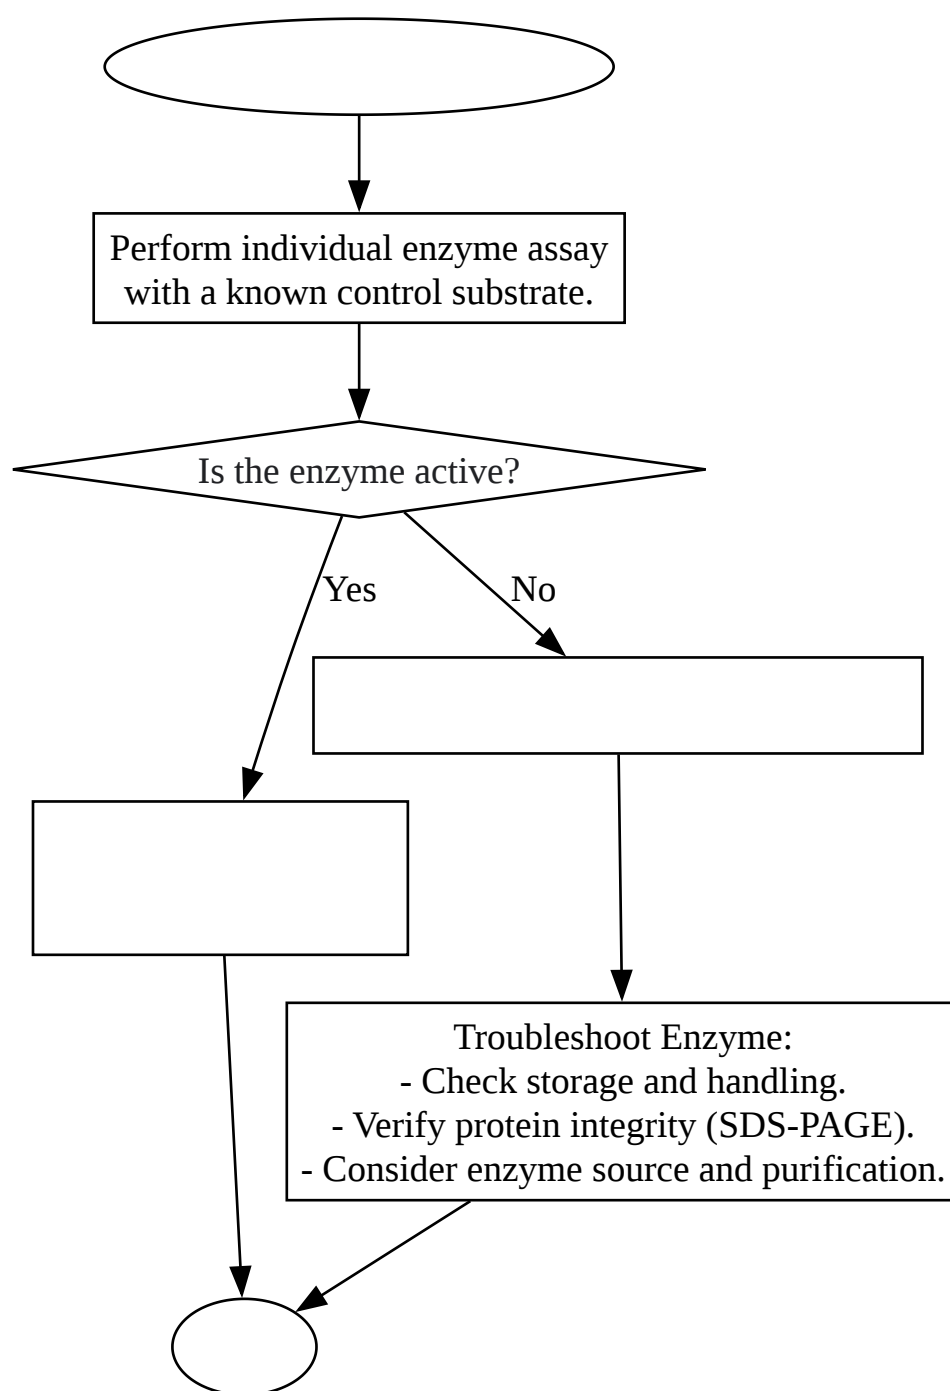 Perform individual enzyme assay
with a known control substrate.
Is the enzyme active?
Yes
No
Troubleshoot Enzyme:
- Check storage and handling.
- Verify protein integrity (SDS-PAGE).
- Consider enzyme source and purification.